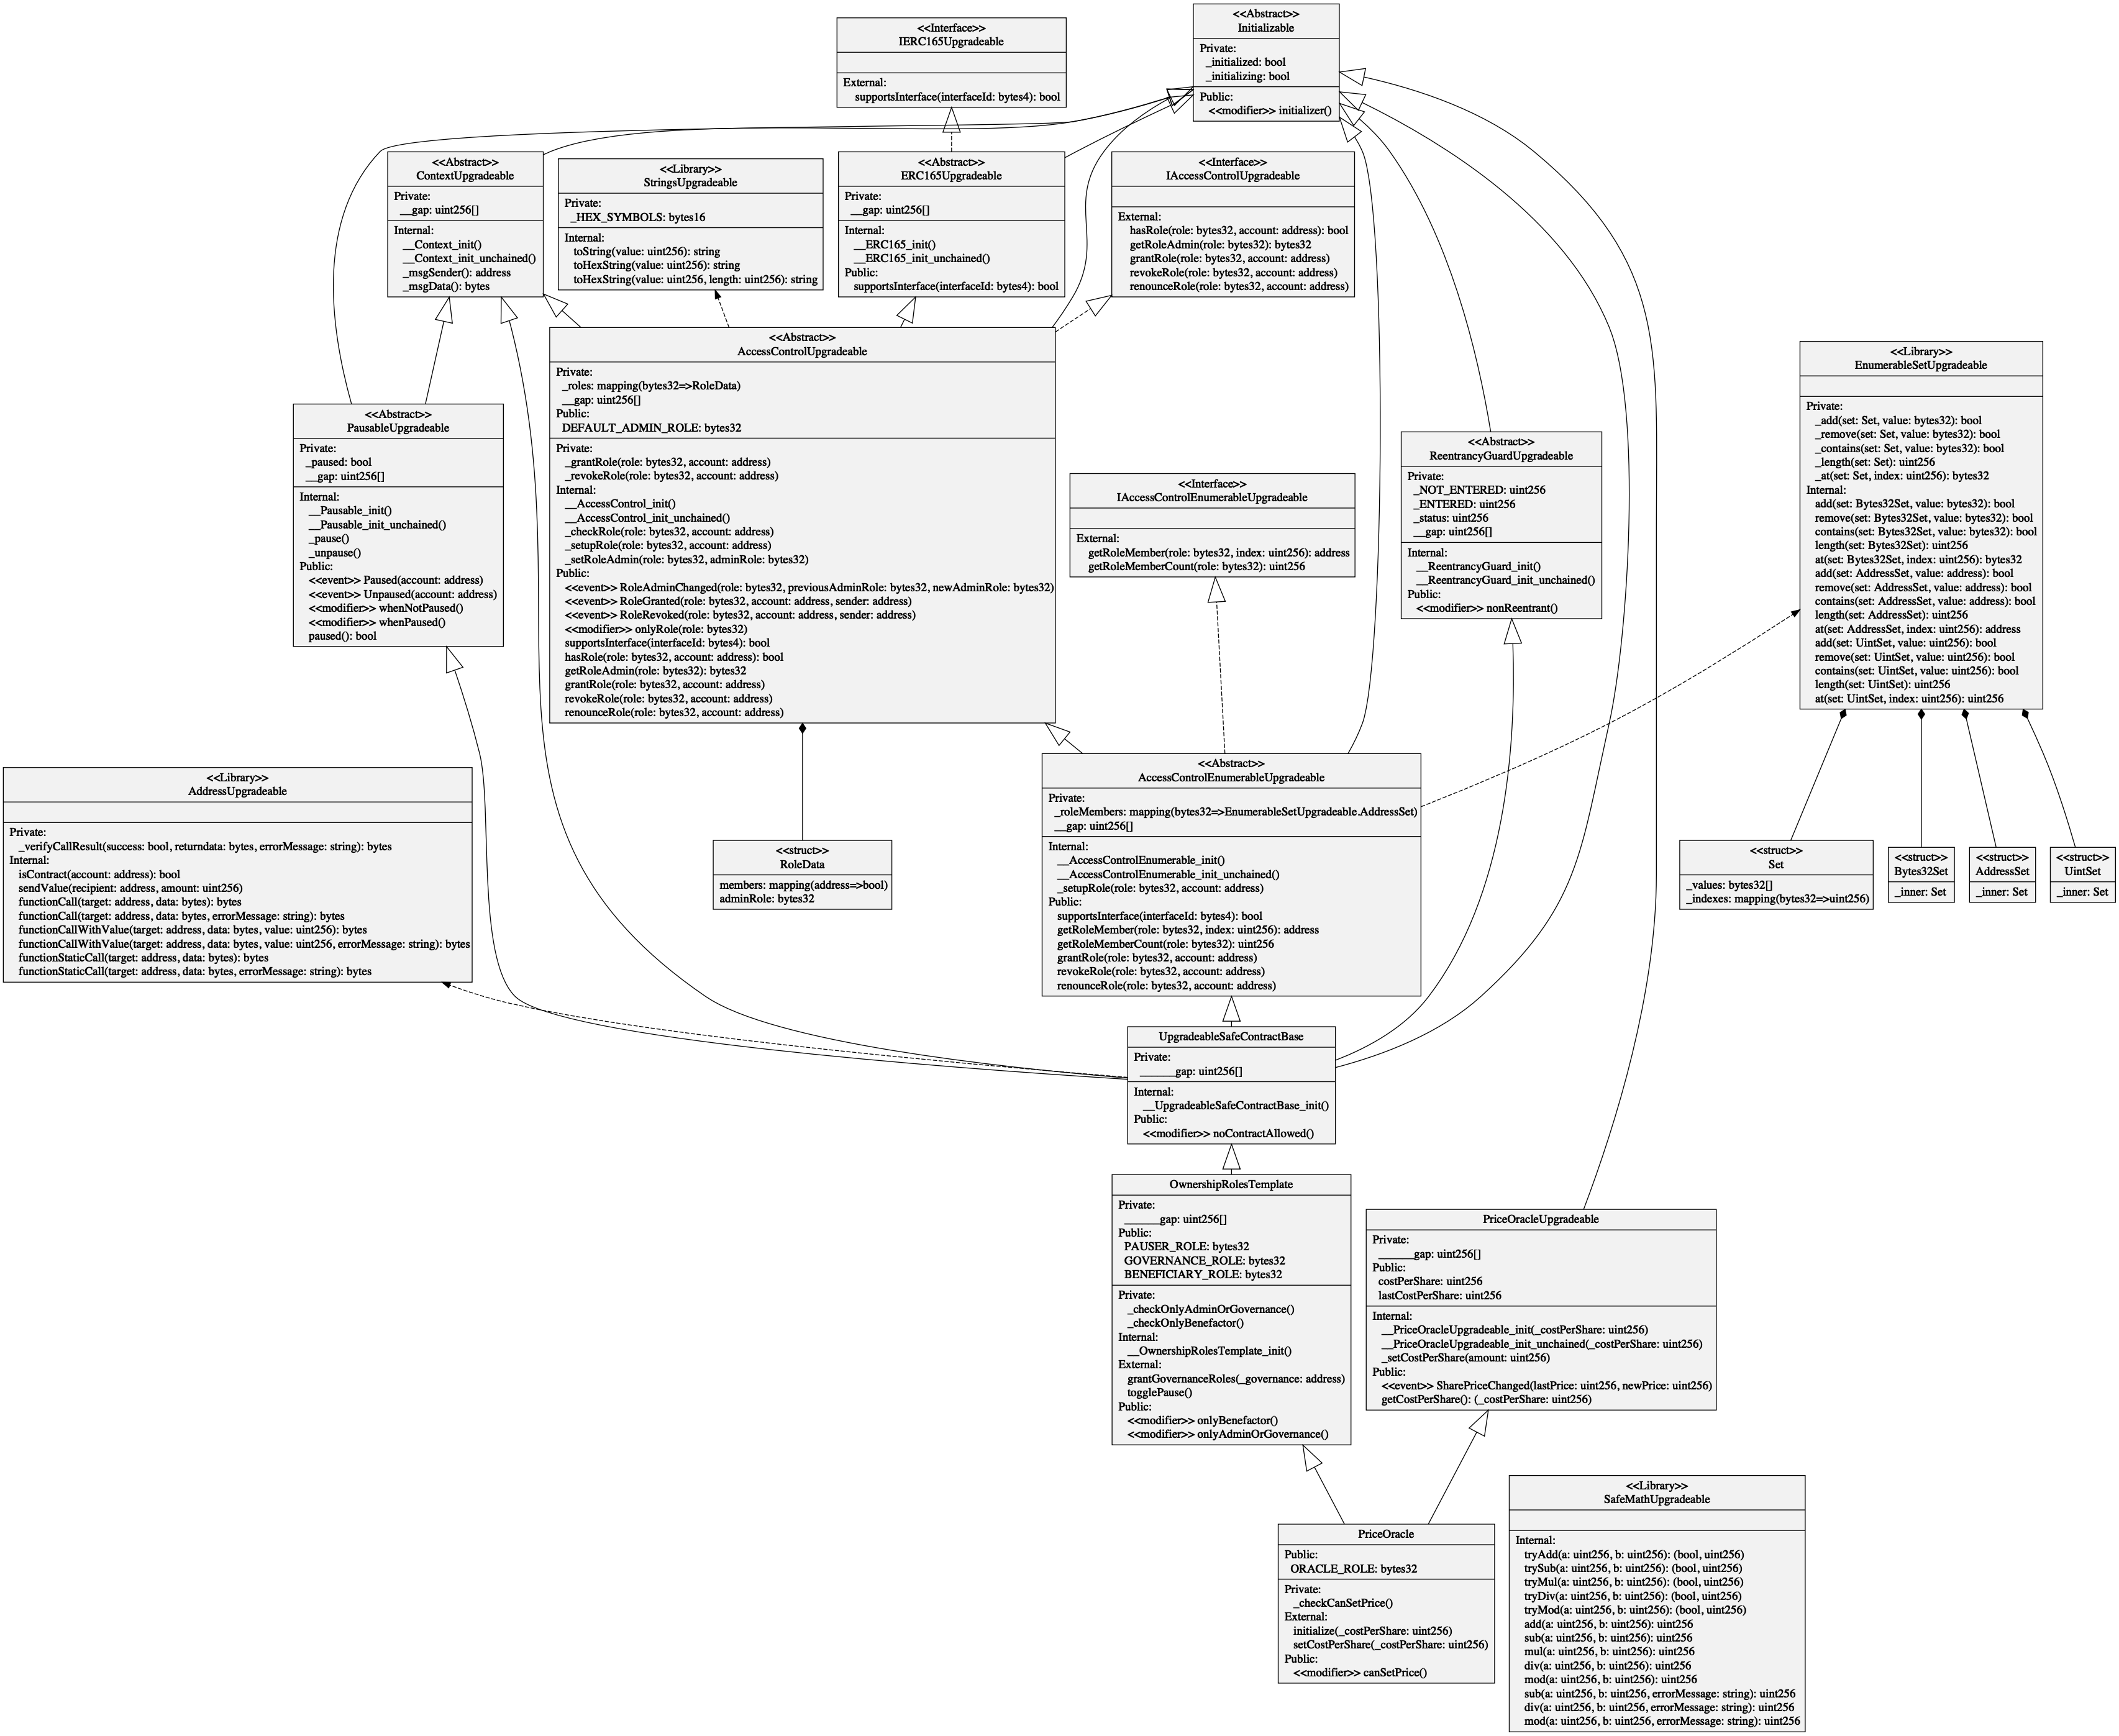 <<Interface>>
IERC165Upgradeable
External:
supportsInterface(interfaceId: bytes4): bool
<<Abstract>>
Initializable
Private:
_initialized: bool
_initializing: bool
Public:
<<modifier>> initializer()
<<Abstract>>
ContextUpgradeable
Private:
__gap: uint256[]
Internal:
__Context_init()
__Context_init_unchained()
_msgSender(): address
_msgData(): bytes
<<Library>>
StringsUpgradeable
Private:
_HEX_SYMBOLS: bytes16
Internal:
toString(value: uint256): string
toHexString(value: uint256): string
toHexString(value: uint256, length: uint256): string
<<Abstract>>
ERC165Upgradeable
Private:
__gap: uint256[]
Internal:
__ERC165_init()
__ERC165_init_unchained()
Public:
supportsInterface(interfaceId: bytes4): bool
<<Interface>>
IAccessControlUpgradeable
External:
hasRole(role: bytes32, account: address): bool
getRoleAdmin(role: bytes32): bytes32
grantRole(role: bytes32, account: address)
revokeRole(role: bytes32, account: address)
renounceRole(role: bytes32, account: address)
<<Abstract>>
AccessControlUpgradeable
Private:
_roles: mapping(bytes32=>RoleData)
__gap: uint256[]
Public:
DEFAULT_ADMIN_ROLE: bytes32
Private:
_grantRole(role: bytes32, account: address)
_revokeRole(role: bytes32, account: address)
Internal:
__AccessControl_init()
__AccessControl_init_unchained()
_checkRole(role: bytes32, account: address)
_setupRole(role: bytes32, account: address)
_setRoleAdmin(role: bytes32, adminRole: bytes32)
Public:
<<event>> RoleAdminChanged(role: bytes32, previousAdminRole: bytes32, newAdminRole: bytes32)
<<event>> RoleGranted(role: bytes32, account: address, sender: address)
<<event>> RoleRevoked(role: bytes32, account: address, sender: address)
<<modifier>> onlyRole(role: bytes32)
supportsInterface(interfaceId: bytes4): bool
hasRole(role: bytes32, account: address): bool
getRoleAdmin(role: bytes32): bytes32
grantRole(role: bytes32, account: address)
revokeRole(role: bytes32, account: address)
renounceRole(role: bytes32, account: address)
<<Abstract>>
PausableUpgradeable
Private:
_paused: bool
__gap: uint256[]
Internal:
__Pausable_init()
__Pausable_init_unchained()
_pause()
_unpause()
Public:
<<event>> Paused(account: address)
<<event>> Unpaused(account: address)
<<modifier>> whenNotPaused()
<<modifier>> whenPaused()
paused(): bool
<<Interface>>
IAccessControlEnumerableUpgradeable
External:
getRoleMember(role: bytes32, index: uint256): address
getRoleMemberCount(role: bytes32): uint256
<<Abstract>>
ReentrancyGuardUpgradeable
Private:
_NOT_ENTERED: uint256
_ENTERED: uint256
_status: uint256
__gap: uint256[]
Internal:
__ReentrancyGuard_init()
__ReentrancyGuard_init_unchained()
Public:
<<modifier>> nonReentrant()
<<Library>>
EnumerableSetUpgradeable
Private:
_add(set: Set, value: bytes32): bool
_remove(set: Set, value: bytes32): bool
_contains(set: Set, value: bytes32): bool
_length(set: Set): uint256
_at(set: Set, index: uint256): bytes32
Internal:
add(set: Bytes32Set, value: bytes32): bool
remove(set: Bytes32Set, value: bytes32): bool
contains(set: Bytes32Set, value: bytes32): bool
length(set: Bytes32Set): uint256
at(set: Bytes32Set, index: uint256): bytes32
add(set: AddressSet, value: address): bool
remove(set: AddressSet, value: address): bool
contains(set: AddressSet, value: address): bool
length(set: AddressSet): uint256
at(set: AddressSet, index: uint256): address
add(set: UintSet, value: uint256): bool
remove(set: UintSet, value: uint256): bool
contains(set: UintSet, value: uint256): bool
length(set: UintSet): uint256
at(set: UintSet, index: uint256): uint256
<<Library>>
AddressUpgradeable
Private:
_verifyCallResult(success: bool, returndata: bytes, errorMessage: string): bytes
Internal:
isContract(account: address): bool
sendValue(recipient: address, amount: uint256)
functionCall(target: address, data: bytes): bytes
functionCall(target: address, data: bytes, errorMessage: string): bytes
functionCallWithValue(target: address, data: bytes, value: uint256): bytes
functionCallWithValue(target: address, data: bytes, value: uint256, errorMessage: string): bytes
functionStaticCall(target: address, data: bytes): bytes
functionStaticCall(target: address, data: bytes, errorMessage: string): bytes
<<struct>>
RoleData
members: mapping(address=>bool)
adminRole: bytes32
<<Abstract>>
AccessControlEnumerableUpgradeable
Private:
_roleMembers: mapping(bytes32=>EnumerableSetUpgradeable.AddressSet)
__gap: uint256[]
Internal:
__AccessControlEnumerable_init()
__AccessControlEnumerable_init_unchained()
_setupRole(role: bytes32, account: address)
Public:
supportsInterface(interfaceId: bytes4): bool
getRoleMember(role: bytes32, index: uint256): address
getRoleMemberCount(role: bytes32): uint256
grantRole(role: bytes32, account: address)
revokeRole(role: bytes32, account: address)
renounceRole(role: bytes32, account: address)
<<struct>>
Set
_values: bytes32[]
_indexes: mapping(bytes32=>uint256)
<<struct>>
Bytes32Set
_inner: Set
<<struct>>
AddressSet
_inner: Set
<<struct>>
UintSet
_inner: Set
UpgradeableSafeContractBase
Private:
______gap: uint256[]
Internal:
__UpgradeableSafeContractBase_init()
Public:
<<modifier>> noContractAllowed()
OwnershipRolesTemplate
Private:
______gap: uint256[]
Public:
PAUSER_ROLE: bytes32
GOVERNANCE_ROLE: bytes32
BENEFICIARY_ROLE: bytes32
Private:
_checkOnlyAdminOrGovernance()
_checkOnlyBenefactor()
Internal:
__OwnershipRolesTemplate_init()
External:
grantGovernanceRoles(_governance: address)
togglePause()
Public:
<<modifier>> onlyBenefactor()
<<modifier>> onlyAdminOrGovernance()
PriceOracleUpgradeable
Private:
______gap: uint256[]
Public:
costPerShare: uint256
lastCostPerShare: uint256
Internal:
__PriceOracleUpgradeable_init(_costPerShare: uint256)
__PriceOracleUpgradeable_init_unchained(_costPerShare: uint256)
_setCostPerShare(amount: uint256)
Public:
<<event>> SharePriceChanged(lastPrice: uint256, newPrice: uint256)
getCostPerShare(): (_costPerShare: uint256)
PriceOracle
Public:
ORACLE_ROLE: bytes32
Private:
_checkCanSetPrice()
External:
initialize(_costPerShare: uint256)
setCostPerShare(_costPerShare: uint256)
Public:
<<modifier>> canSetPrice()
<<Library>>
SafeMathUpgradeable
Internal:
tryAdd(a: uint256, b: uint256): (bool, uint256)
trySub(a: uint256, b: uint256): (bool, uint256)
tryMul(a: uint256, b: uint256): (bool, uint256)
tryDiv(a: uint256, b: uint256): (bool, uint256)
tryMod(a: uint256, b: uint256): (bool, uint256)
add(a: uint256, b: uint256): uint256
sub(a: uint256, b: uint256): uint256
mul(a: uint256, b: uint256): uint256
div(a: uint256, b: uint256): uint256
mod(a: uint256, b: uint256): uint256
sub(a: uint256, b: uint256, errorMessage: string): uint256
div(a: uint256, b: uint256, errorMessage: string): uint256
mod(a: uint256, b: uint256, errorMessage: string): uint256